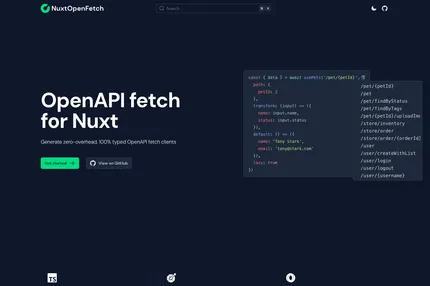 NuxtOpenFetch
Search
⌘ K
OpenAPI fetch
for Nuxt
Generate zero-overhead, 100% typed OpenAPI fetch clients
Get started →
View on GitHub
const { data } = await usePets('/pet/{petId}', {
path: {
petId: 1
},
transform: (input) => ({
name: input.name,
status: input.status
}),
default: () => ({
name: 'Tony Stark',
email: 'tony@stark.com'
}),
lazy: true
});
/pet/{petId}
/pet
/pet/findByStatus
/pet/findByTags
/pet/{petId}/uploadIma
/store/inventory
/store/order
/store/order/{orderId}
/user
/user/createWithList
/user/login
/user/logout
/user/{username}
TS